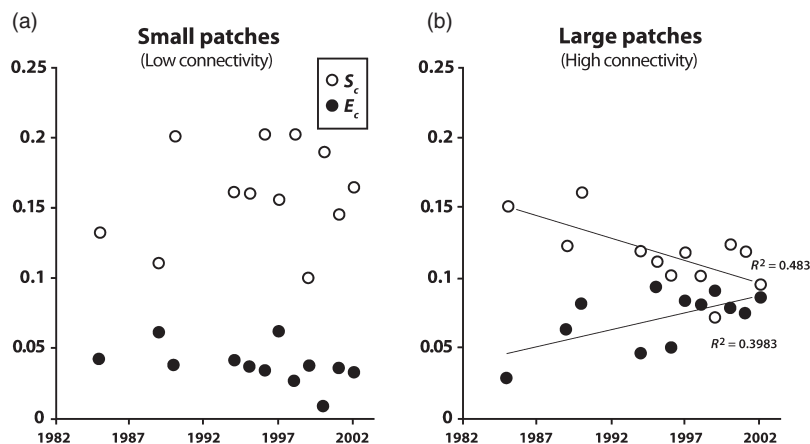 (a)
Small patches
(Low connectivity)
0.25
0.2
0.15
0.1
0.05
0
1982 1987 1992 1997 2002
S_c
E_c
(b)
Large patches
(High connectivity)
0.25
0.2
0.15
0.1
0.05
0
1982 1987 1992 1997 2002
R² = 0.483
R² = 0.3983